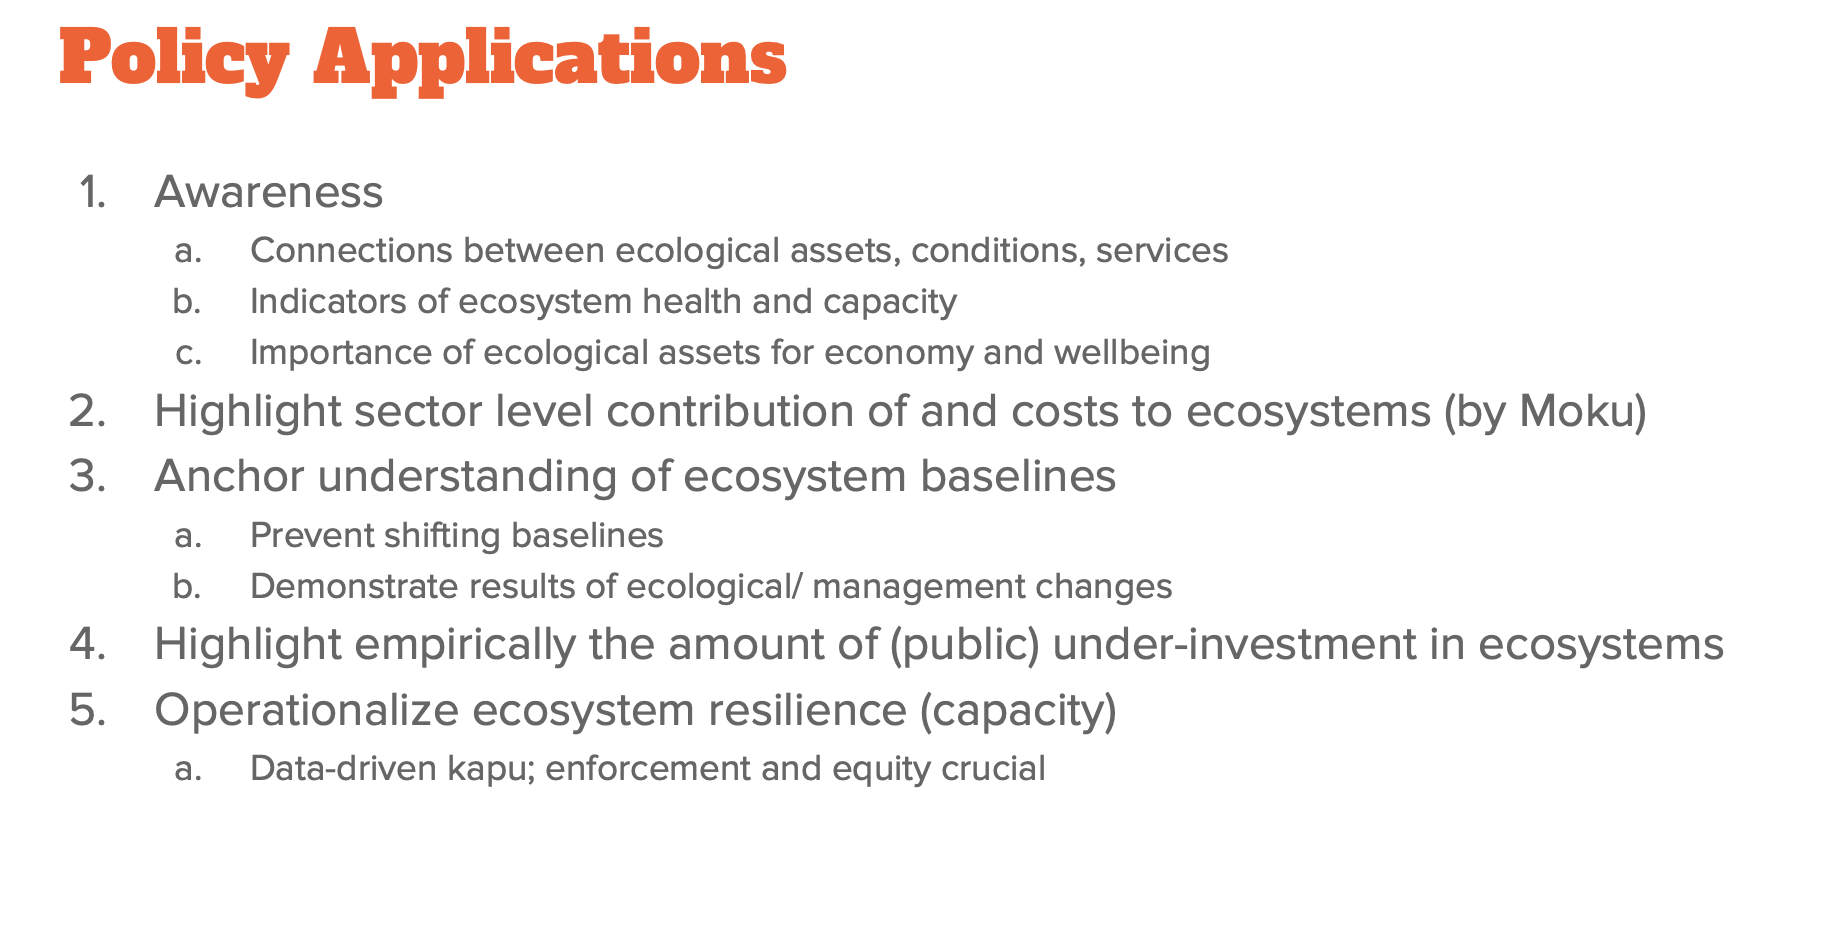 Policy Applications
1. Awareness
a. Connections between ecological assets, conditions, services
b. Indicators of ecosystem health and capacity
c. Importance of ecological assets for economy and wellbeing
2. Highlight sector level contribution of and costs to ecosystems (by Moku)
3. Anchor understanding of ecosystem baselines
a. Prevent shifting baselines
b. Demonstrate results of ecological/ management changes
4. Highlight empirically the amount of (public) under-investment in ecosystems
5. Operationalize ecosystem resilience (capacity)
a. Data-driven kapu; enforcement and equity crucial